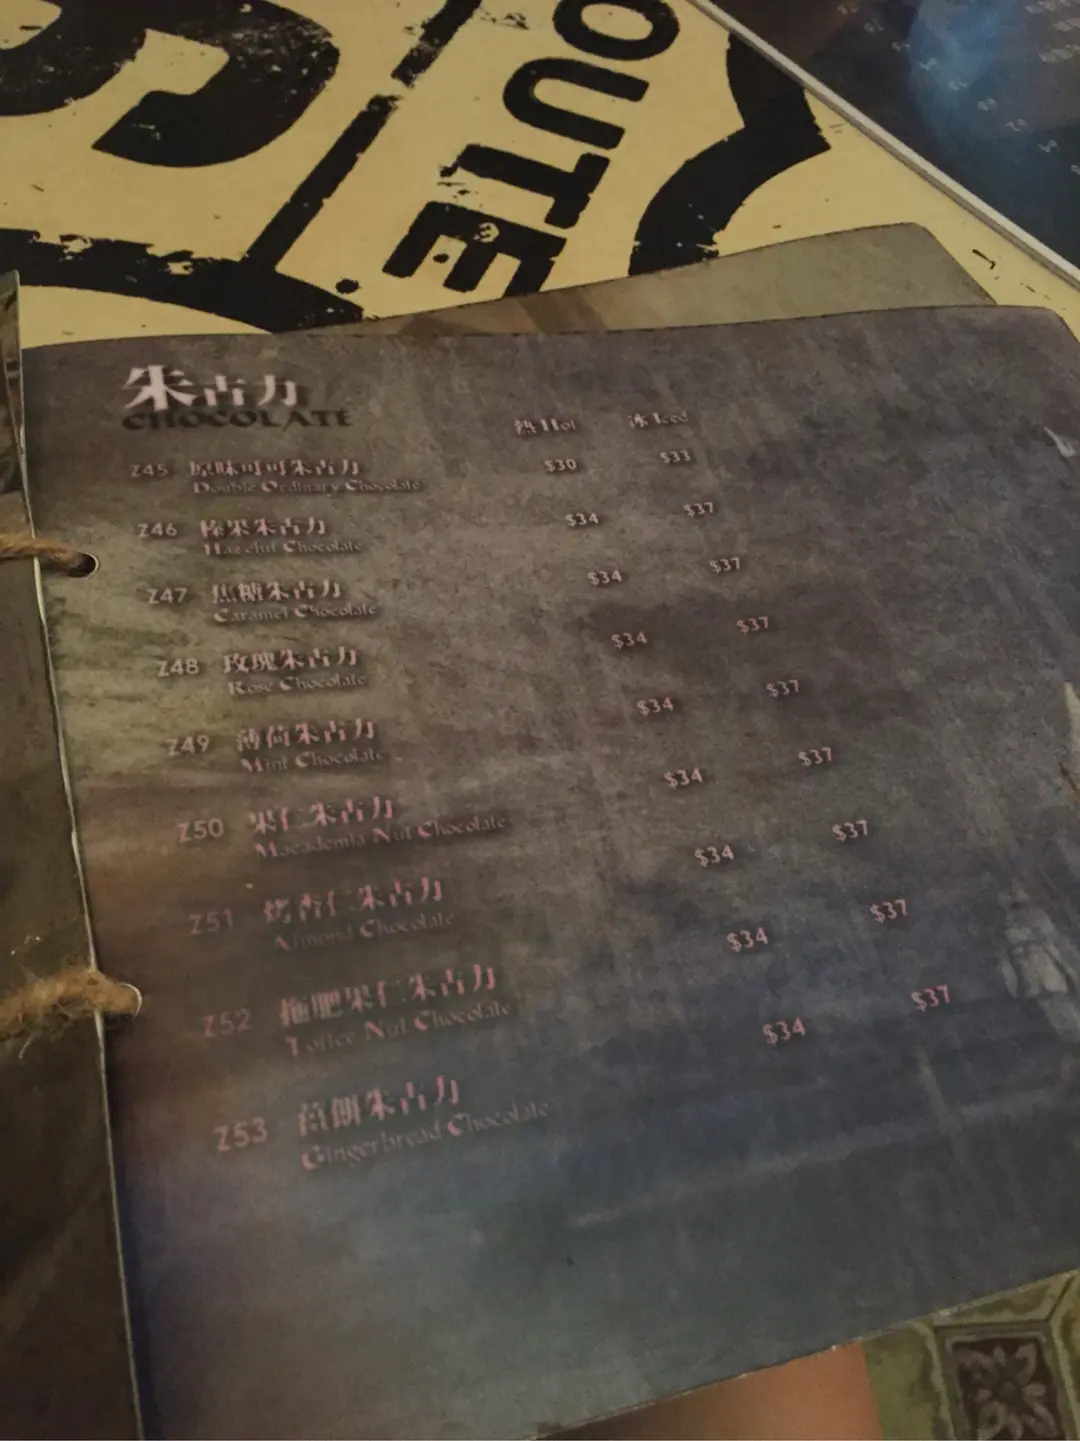 OUTE
朱古力
CHOCOLATE
熱 Hot 冰 Iced
Z45 原味可可朱古力 $30 $33
Double Ordinary Chocolate
Z46 榛果朱古力 $34 $37
Hazelnut Chocolate
Z47 焦糖朱古力 $34 $37
Caramel Chocolate
Z48 玫瑰朱古力 $34 $37
Rose Chocolate
Z49 薄荷朱古力 $34 $37
Mint Chocolate
Z50 果仁朱古力 $34 $37
Macademia Nut Chocolate
Z51 烤杏仁朱古力 $34 $37
Almond Chocolate
Z52 拖肥果仁朱古力 $34 $37
Toffee Nut Chocolate
Z53 薑餅朱古力 $34 $37
Gingerbread Chocolate